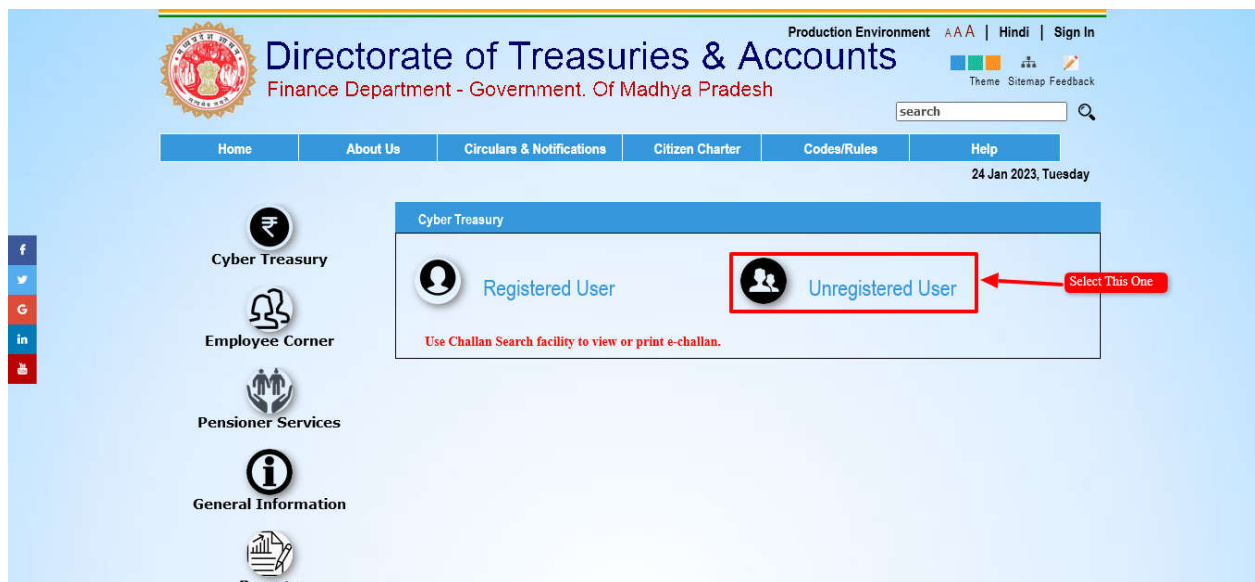 Production Environment AAA | Hindi | Sign In
Directorate of Treasuries & Accounts
Finance Department - Government. Of Madhya Pradesh
Theme Sitemap Feedback
search
Home About Us Circulars & Notifications Citizen Charter Codes/Rules Help
24 Jan 2023, Tuesday
Cyber Treasury
Employee Corner
Pensioner Services
General Information
Cyber Treasury
Registered User
Unregistered User
Select This One
Use Challan Search facility to view or print e-challan.
f
G
in